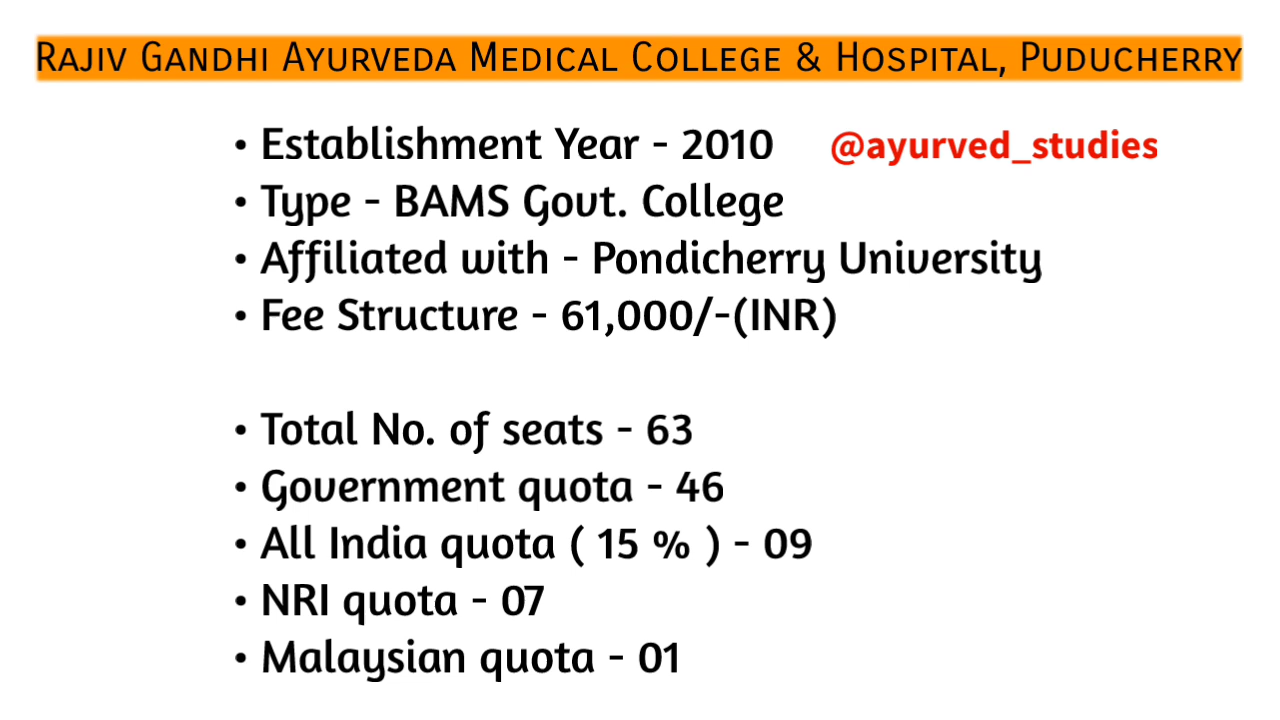 Rajiv Gandhi Ayurveda Medical College & Hospital, Puducherry
• Establishment Year - 2010 @ayurved_studies
• Type - BAMS Govt. College
• Affiliated with - Pondicherry University
• Fee Structure - 61,000/-(INR)
• Total No. of seats - 63
• Government quota - 46
• All India quota ( 15 % ) - 09
• NRI quota - 07
• Malaysian quota - 01